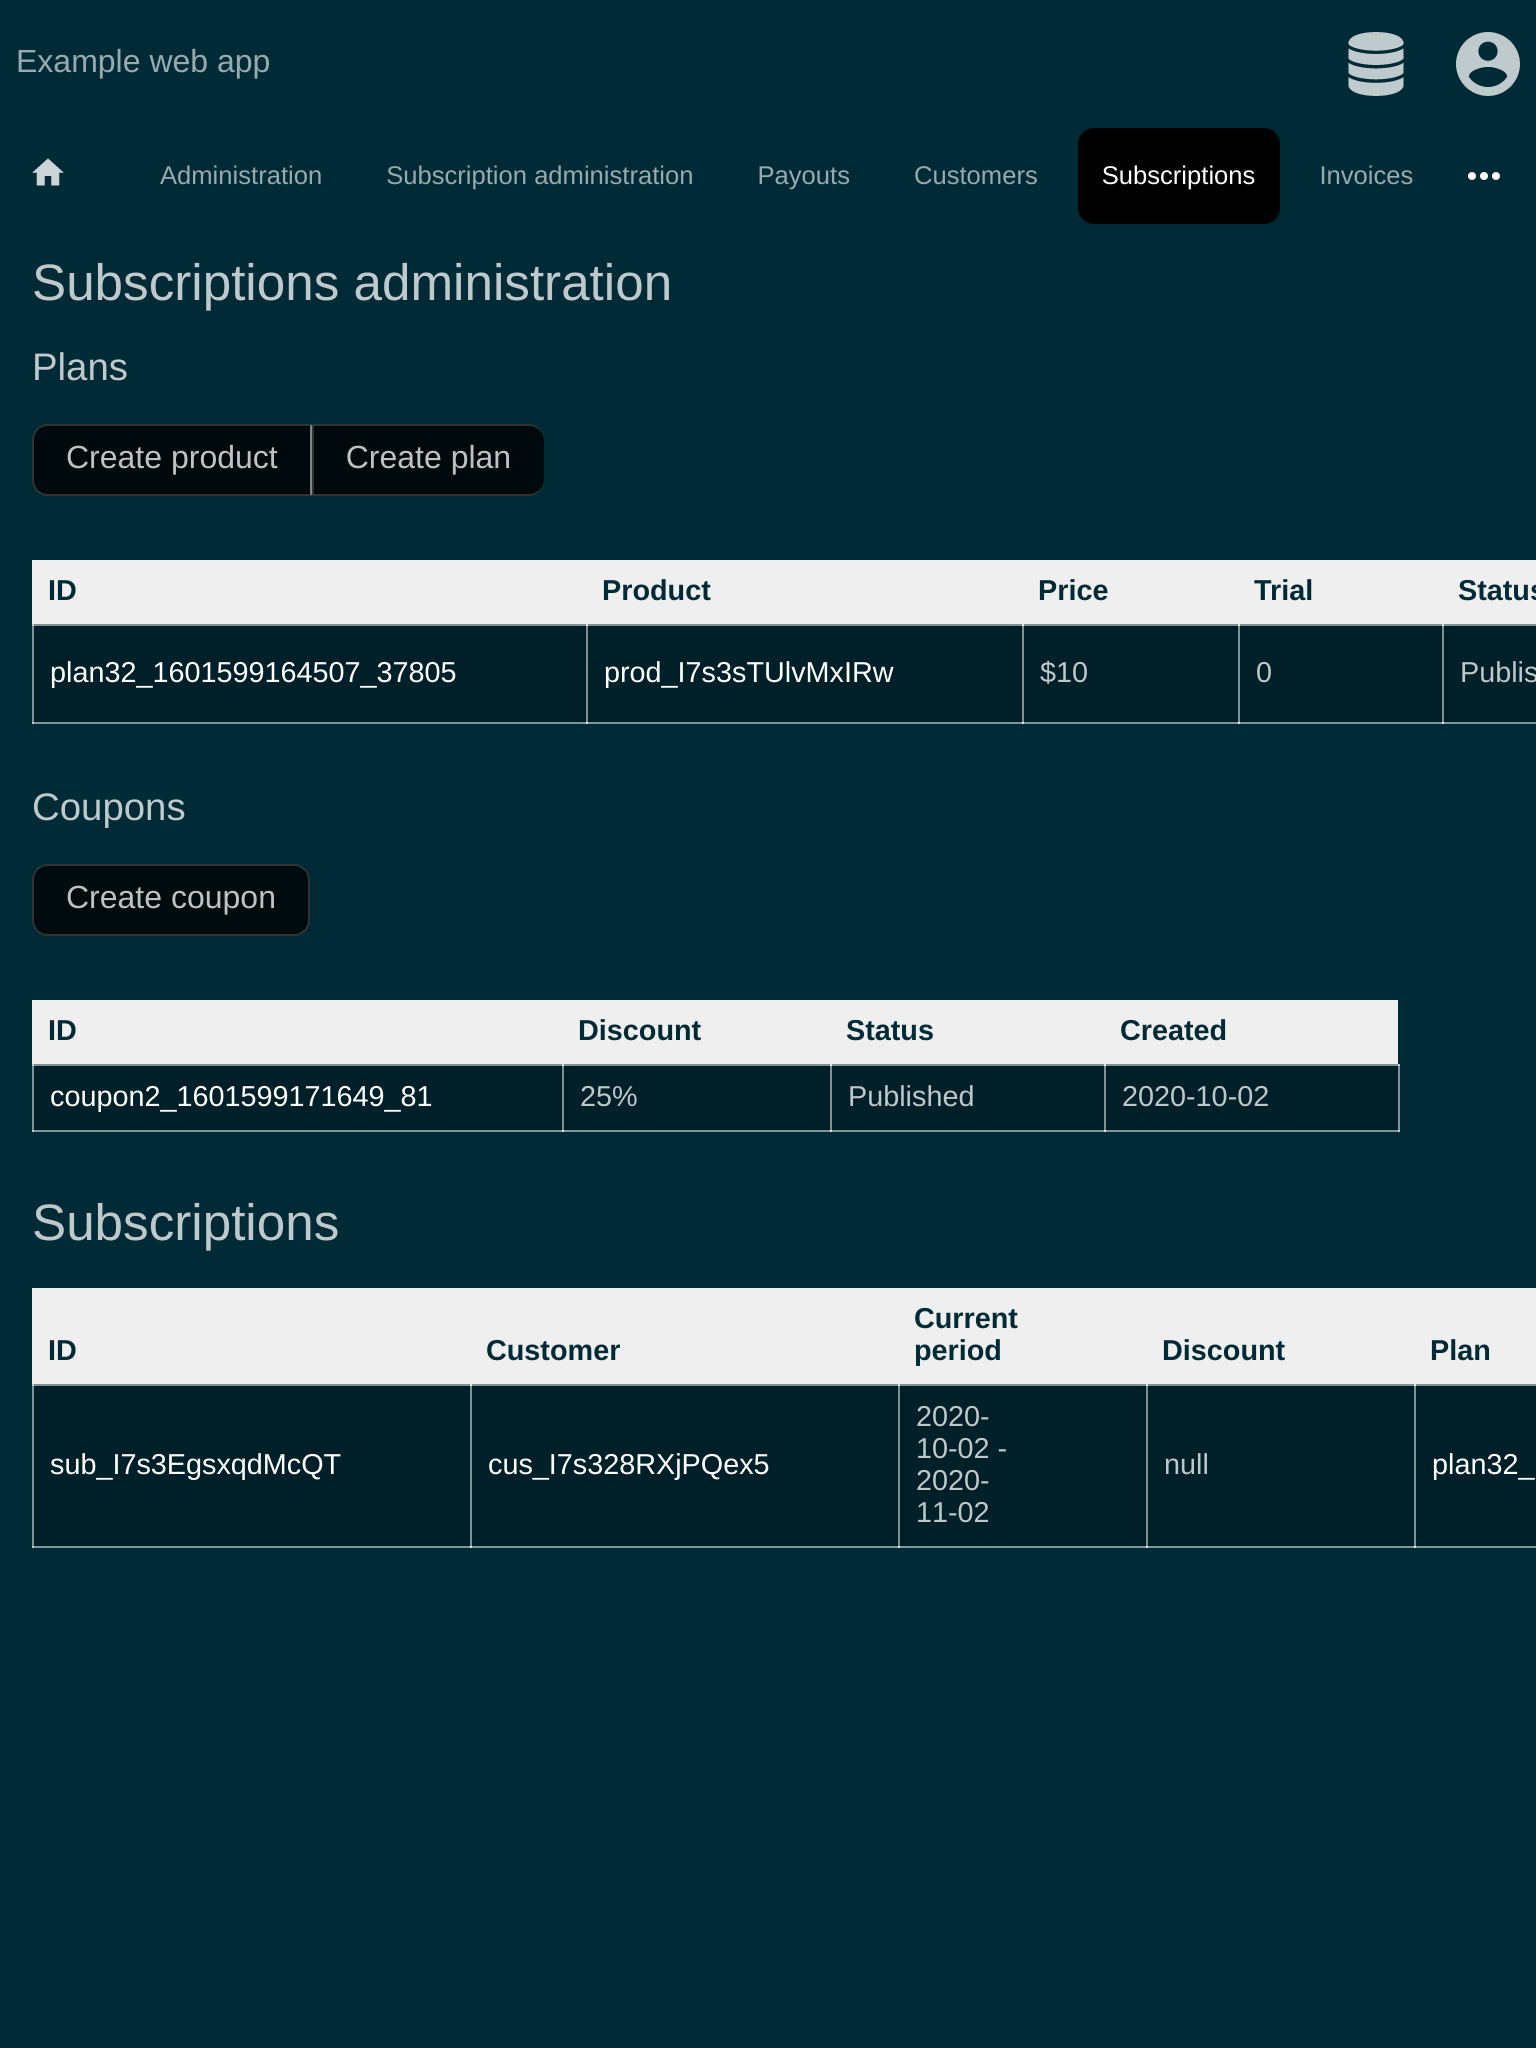 Example web app
Administration Subscription administration Payouts Customers Subscriptions Invoices
Subscriptions administration
Plans
Create product Create plan
ID Product Price Trial Status
plan32_1601599164507_37805 prod_I7s3sTUlvMxIRw $10 0 Publis
Coupons
Create coupon
ID Discount Status Created
coupon2_1601599171649_81 25% Published 2020-10-02
Subscriptions
Current
ID Customer period Discount Plan
2020-
10-02 -
sub_I7s3EgsxqdMcQT cus_I7s328RXjPQex5 null plan32_
2020-
11-02